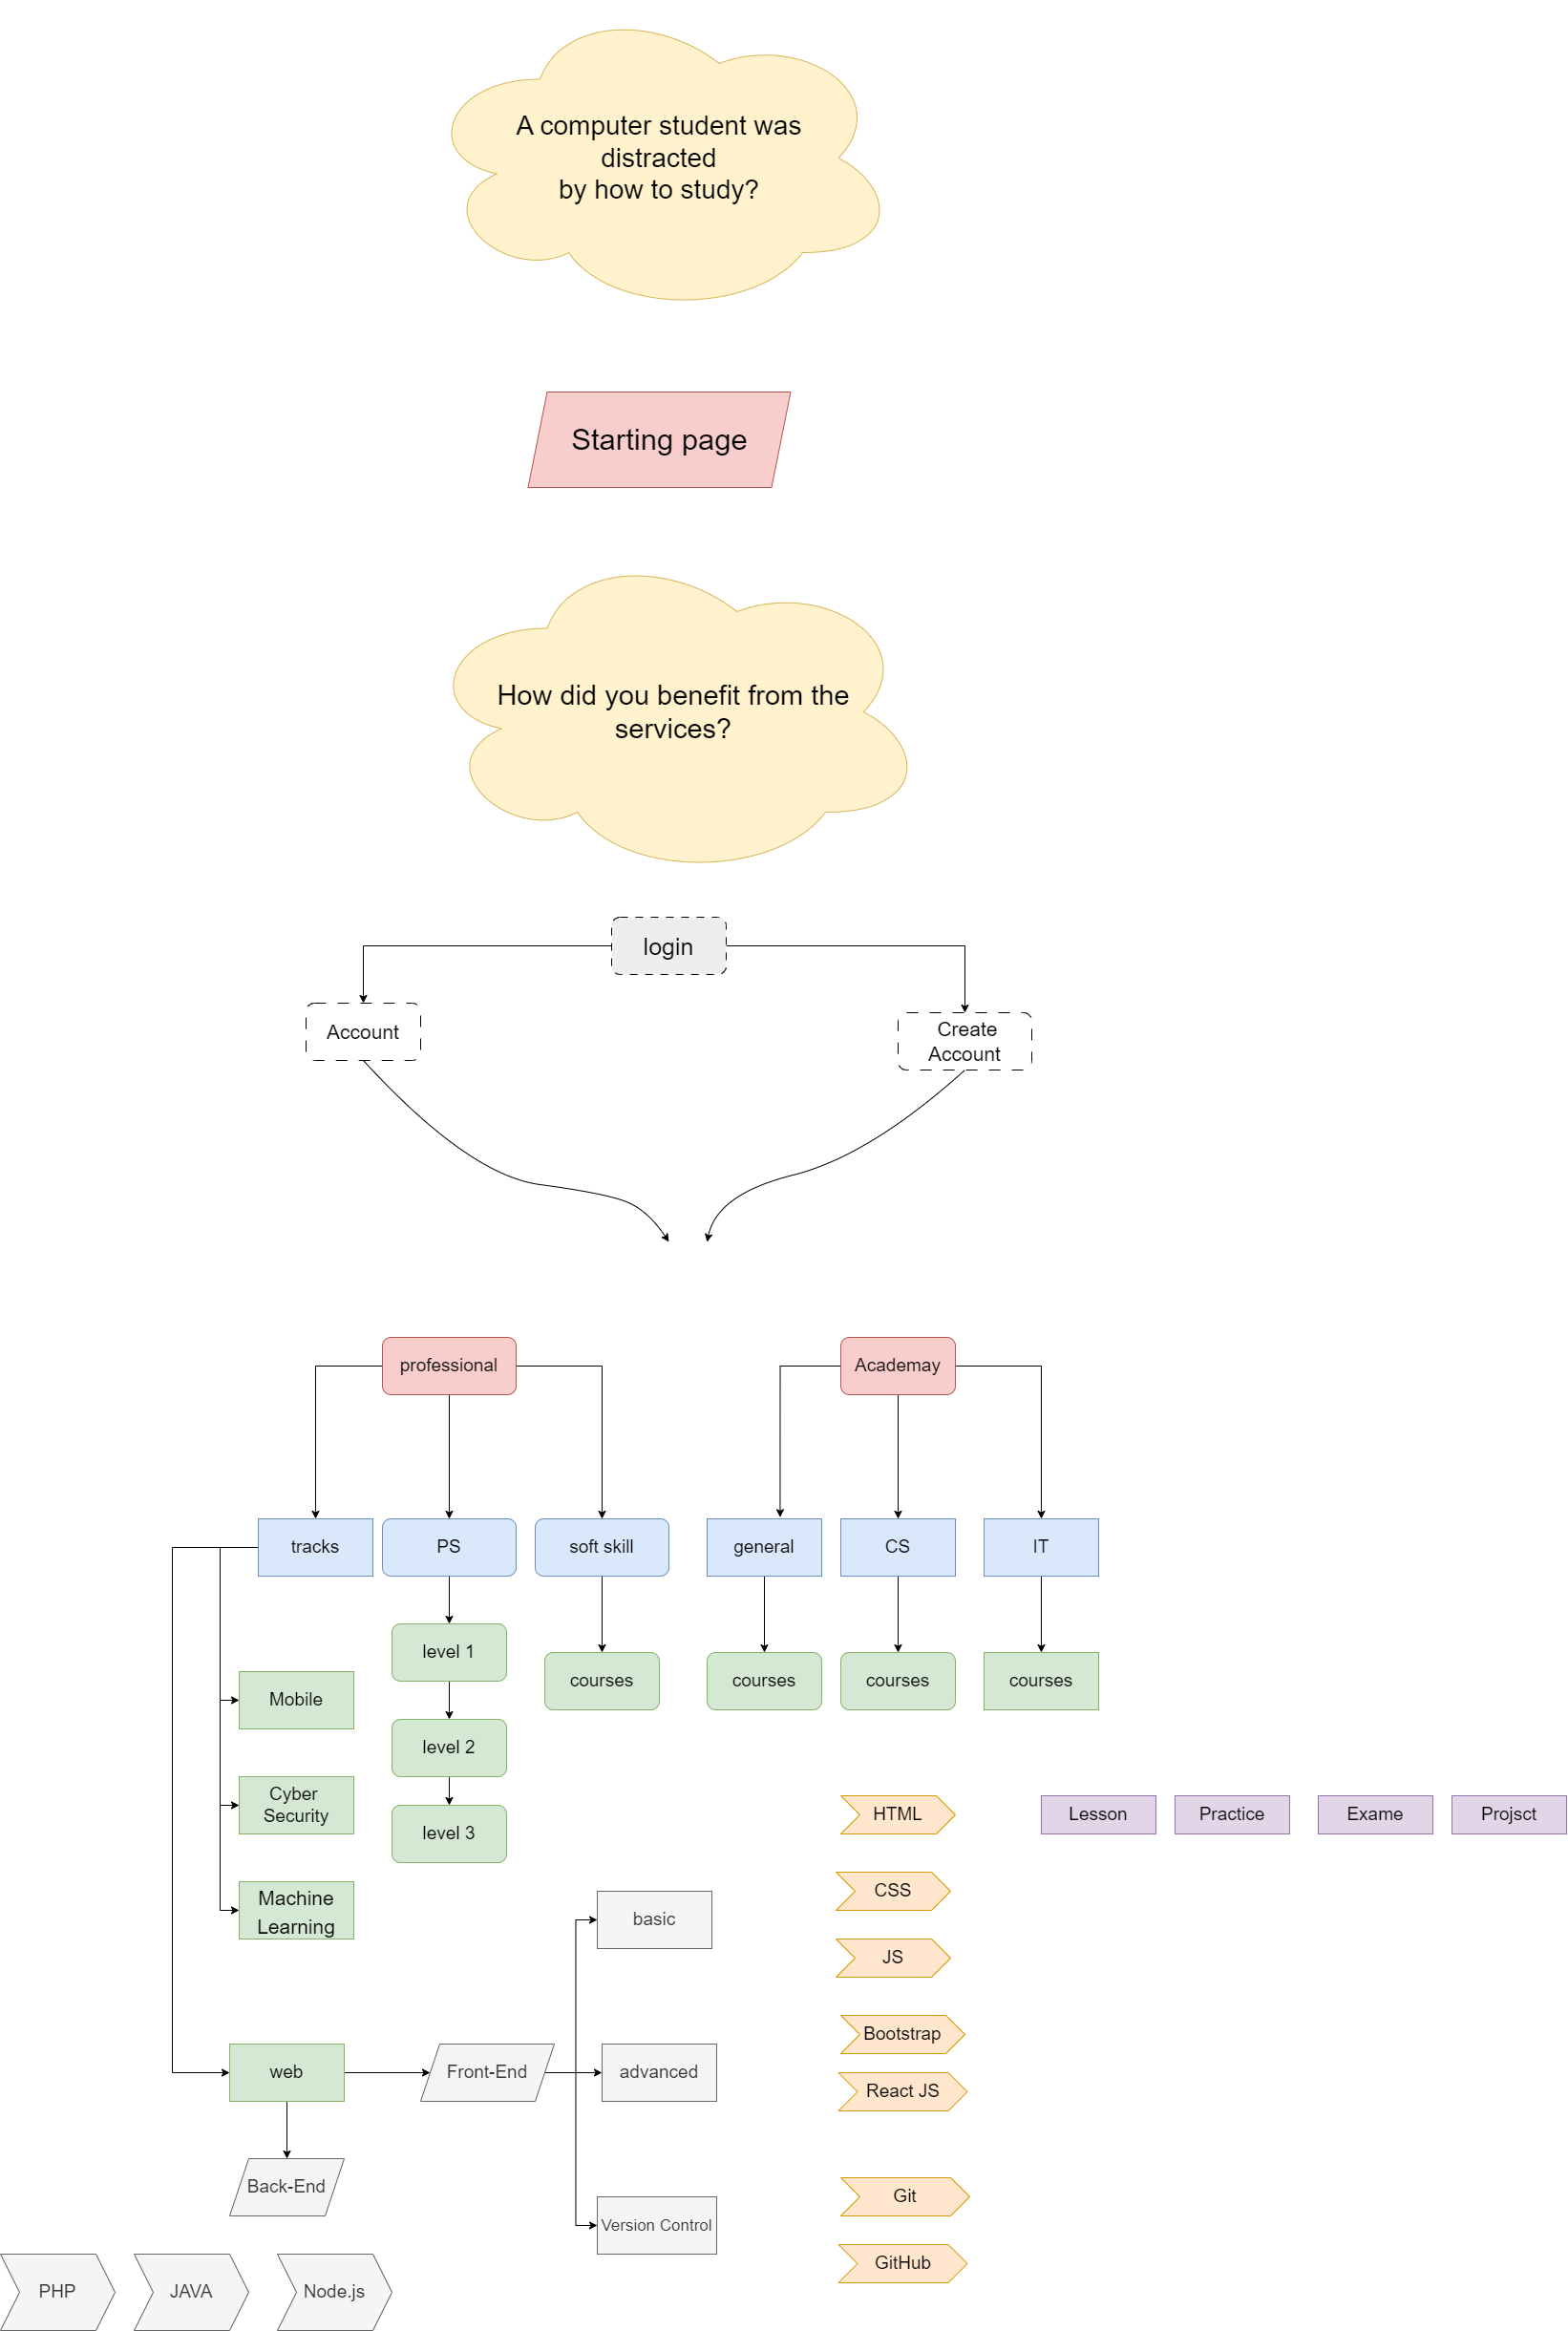 A computer student was
distracted
by how to study?
Starting page
How did you benefit from the
services?
login
Account
Create
Account
professional
Academay
tracks
PS
soft skill
general
CS
IT
level 1
courses
courses
courses
courses
Mobile
level 2
Cyber
Security
level 3
HTML
Lesson
Practice
Exame
Projsct
Machine
Learning
basic
CSS
JS
Bootstrap
web
Front-End
advanced
React JS
Back-End
Git
Version Control
GitHub
PHP
JAVA
Node.js